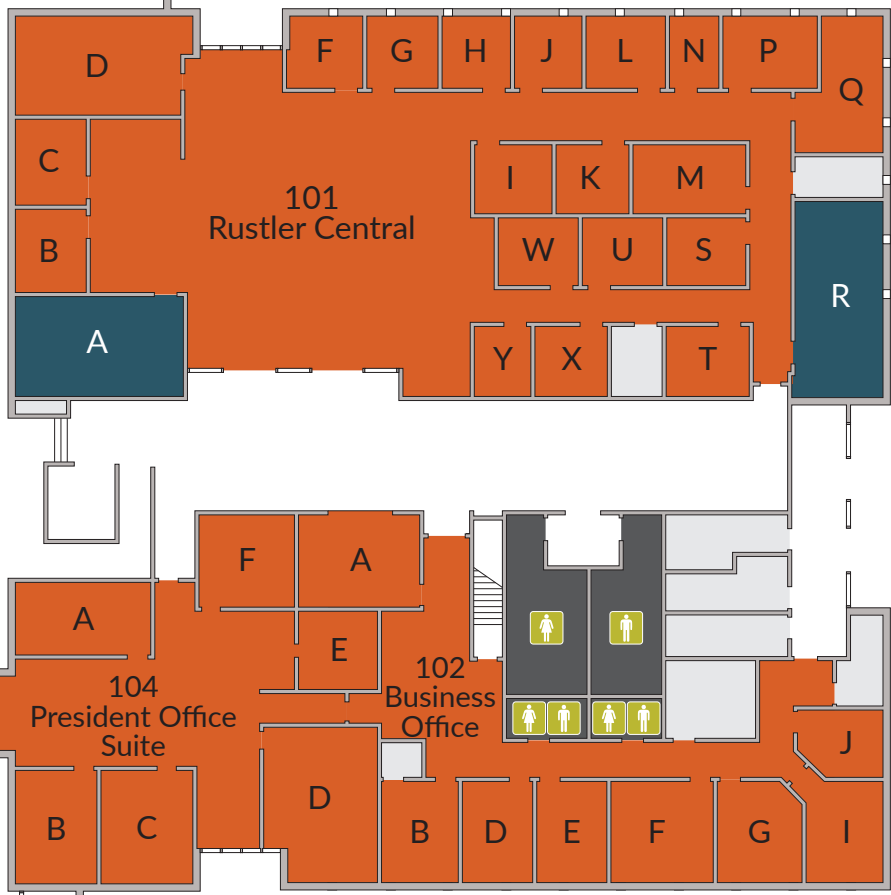 D
F G H J L N P
Q
C
I K M
101
Rustler Central
B
W U S
R
A
Y X T
F A
A
E
104
President Office
Suite
102
Business
Office
J
B C
D
B D E F G I